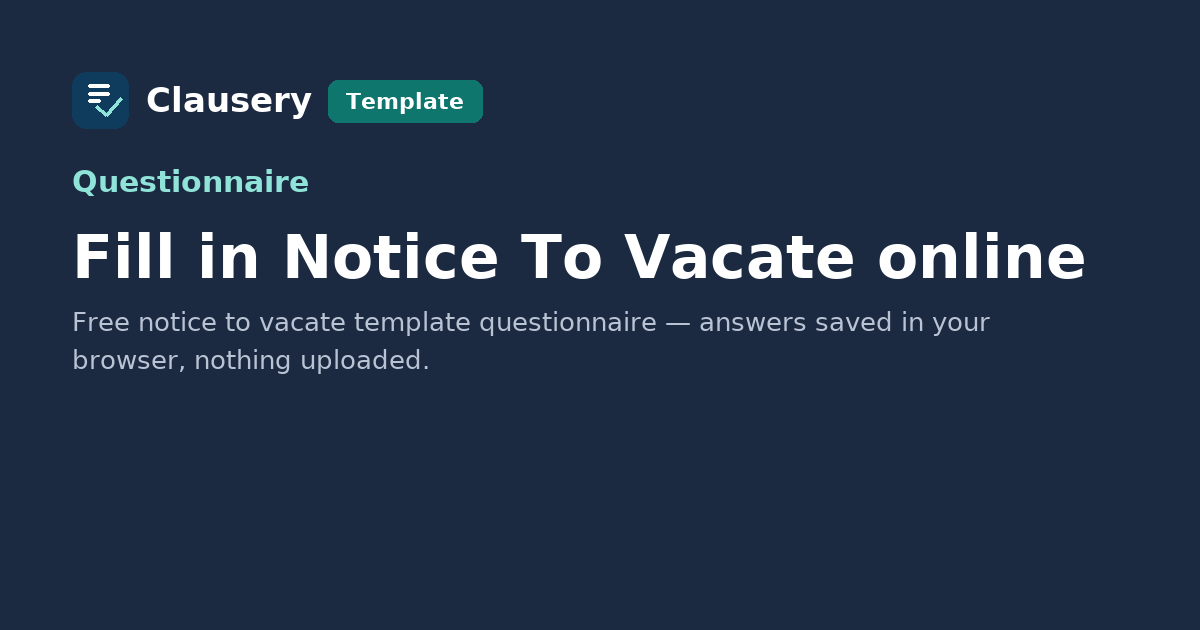 Clausery Template
Questionnaire
Fill in Notice To Vacate online
Free notice to vacate template questionnaire — answers saved in your
browser, nothing uploaded.